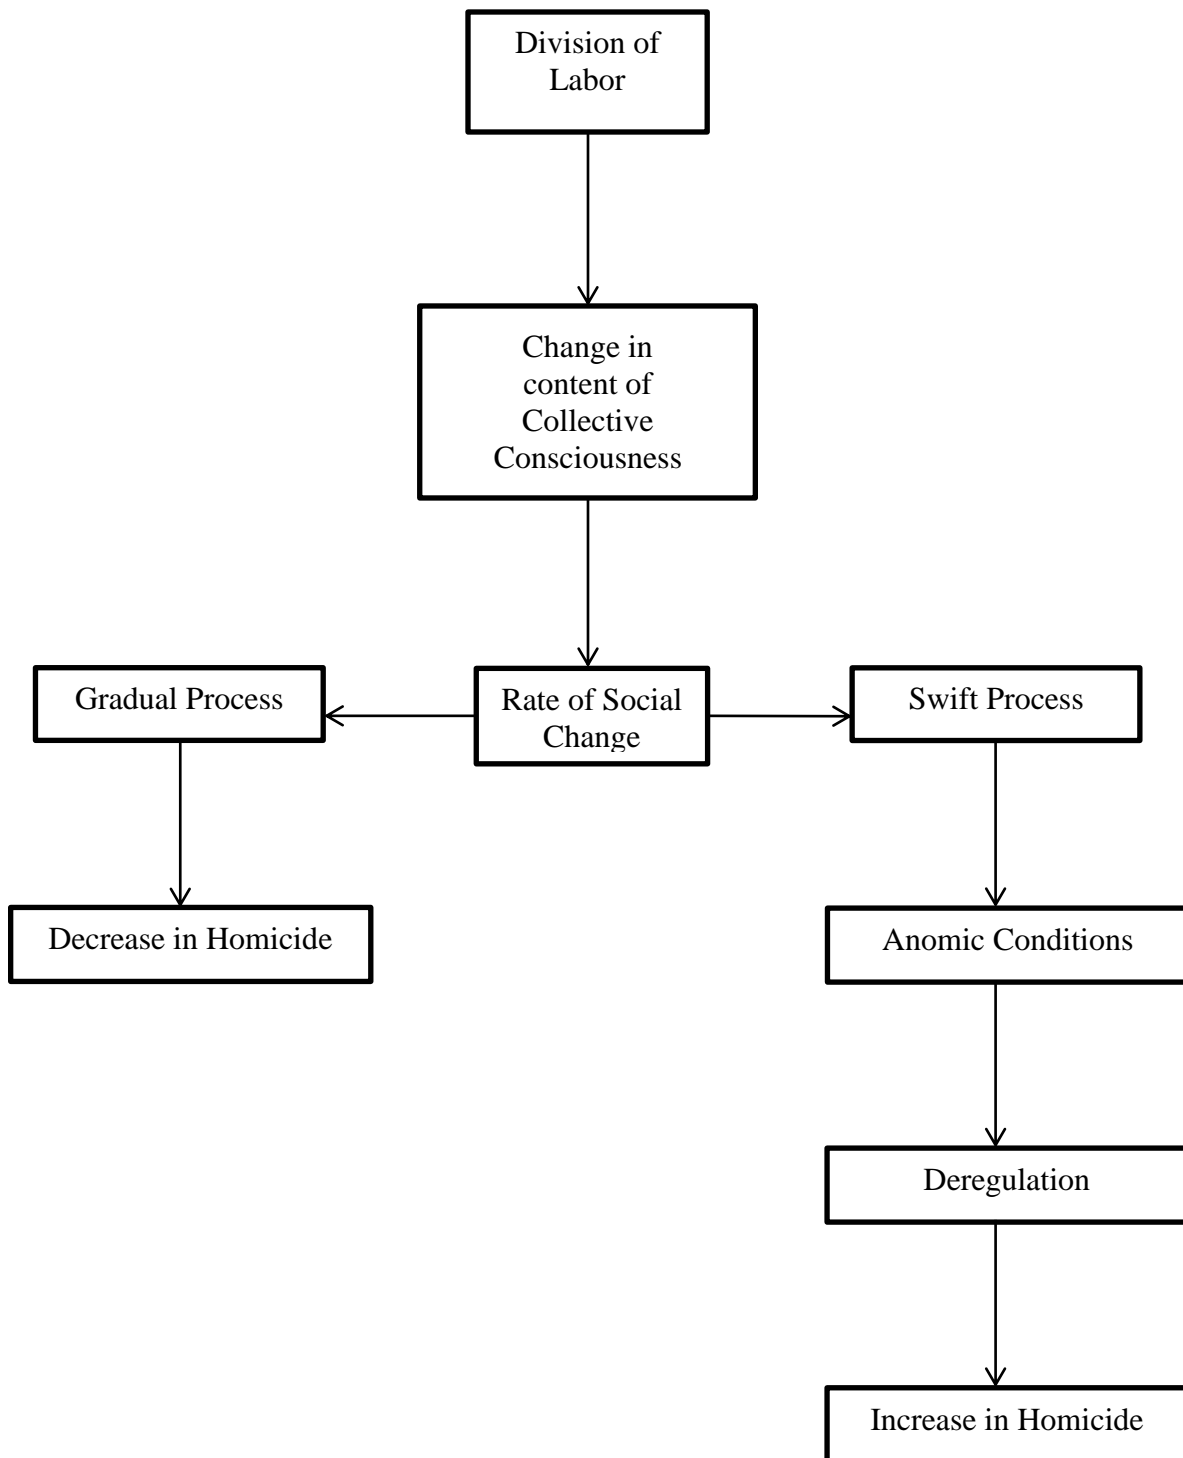 Division of
Labor
Change in
content of
Collective
Consciousness
Gradual Process
Rate of Social
Change
Swift Process
Decrease in Homicide
Anomic Conditions
Deregulation
Increase in Homicide